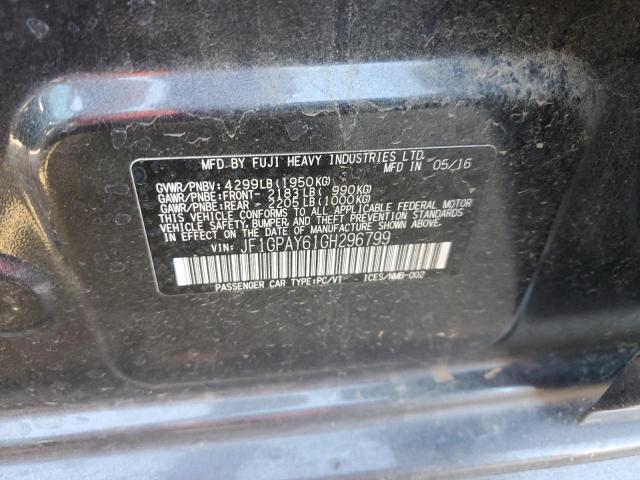 MFD BY FUJI HEAVY INDUSTRIES LTD.
MFD IN 05/16
GVWR/PNBV: 4299LB(1950KG)
GAWR/PNBE: FRONT- 2183LB( 990KG)
GAWR/PNBE: REAR - 2205LB(1000KG)
THIS VEHICLE CONFORMS TO ALL APPLICABLE FEDERAL MOTOR
VEHICLE SAFETY, BUMPER, AND THEFT PREVENTION
STANDARDS IN EFFECT ON THE DATE OF MANUFACTURE SHOWN ABOVE.
VIN: JF1GPAY61GH296799
PASSENGER CAR TYPE:PC/VT ICES/NMB-002